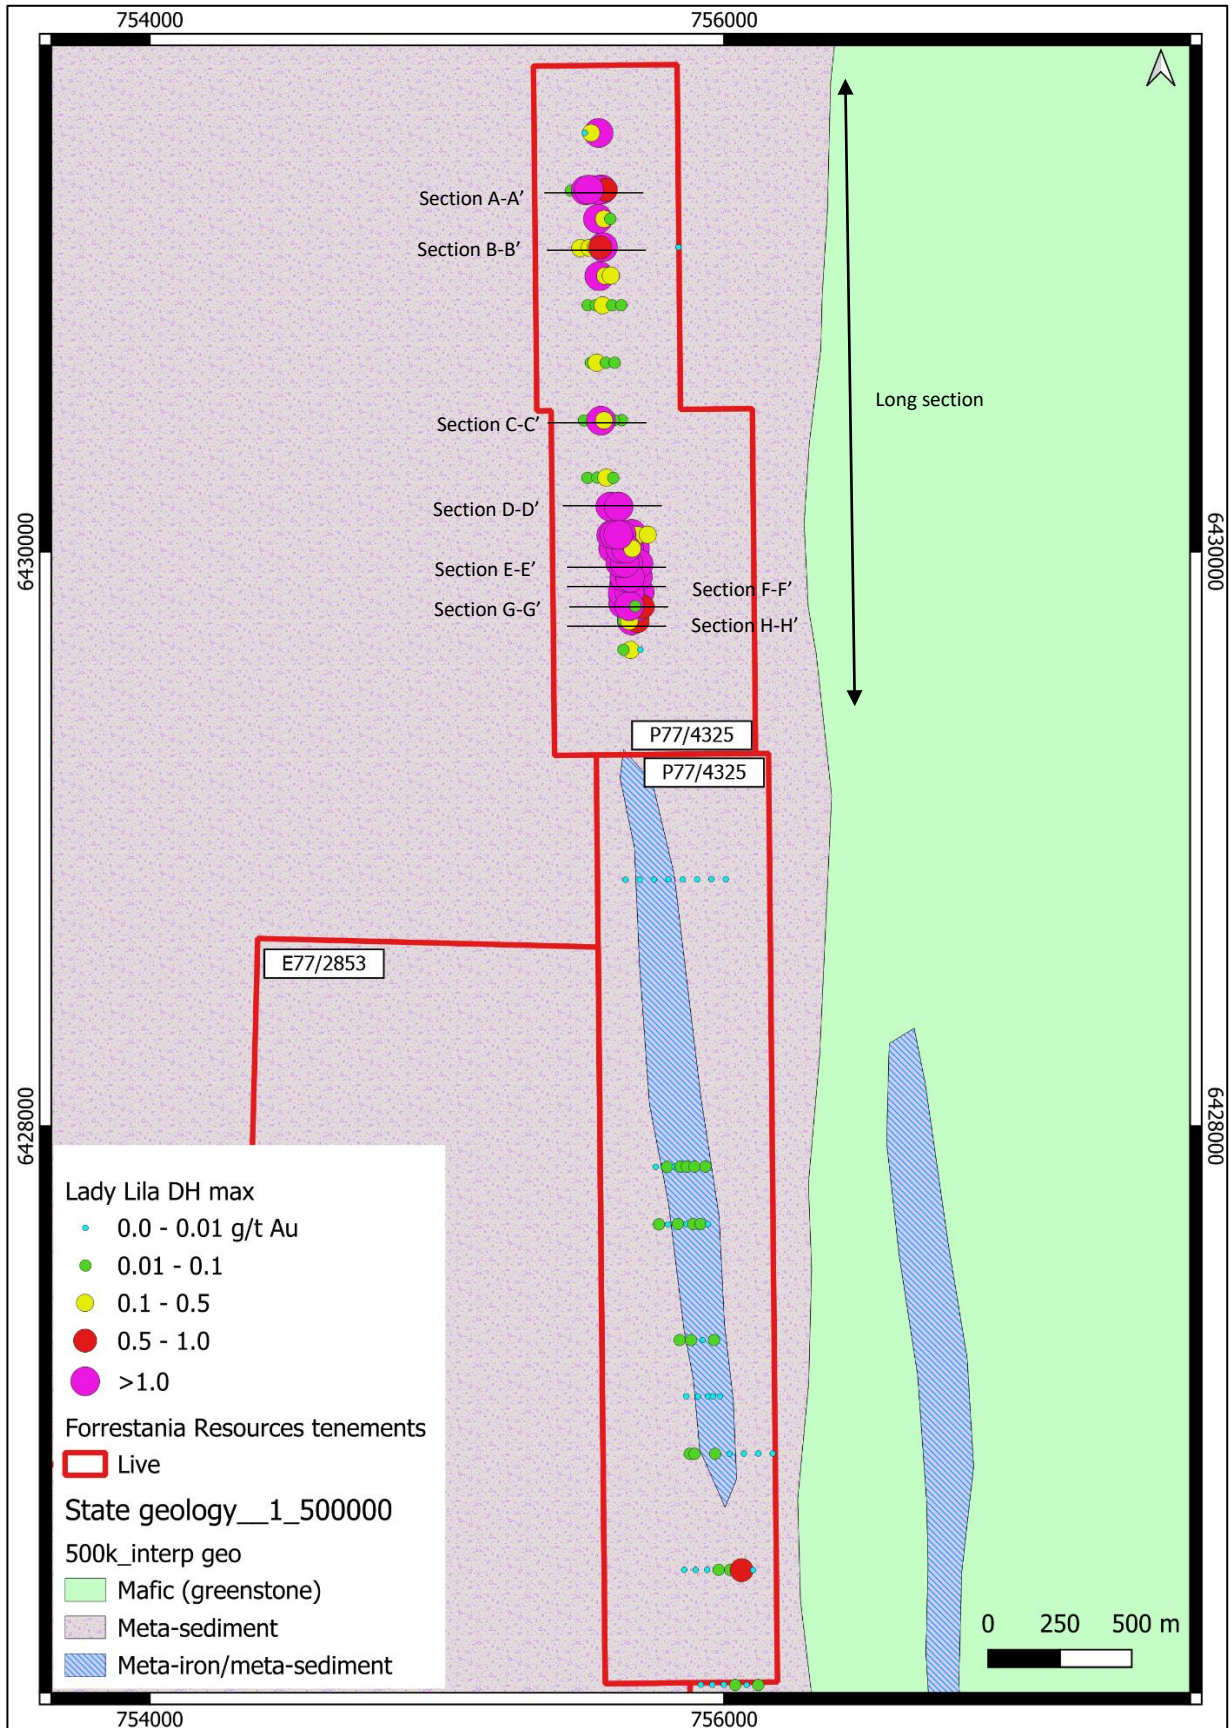 754000
756000
Section A-A’
Section B-B’
Long section
Section C-C’
Section D-D’
6430000
6430000
Section E-E’
Section F-F’
Section G-G’
Section H-H’
P77/4325
P77/4325
E77/2853
6428000
6428000
Lady Lila DH max
0.0 - 0.01 g/t Au
0.01 - 0.1
0.1 - 0.5
0.5 - 1.0
>1.0
Forrestania Resources tenements
Live
State geology__1_500000
500k_interp geo
Mafic (greenstone)
Meta-sediment
Meta-iron/meta-sediment
0 250 500 m
754000
756000